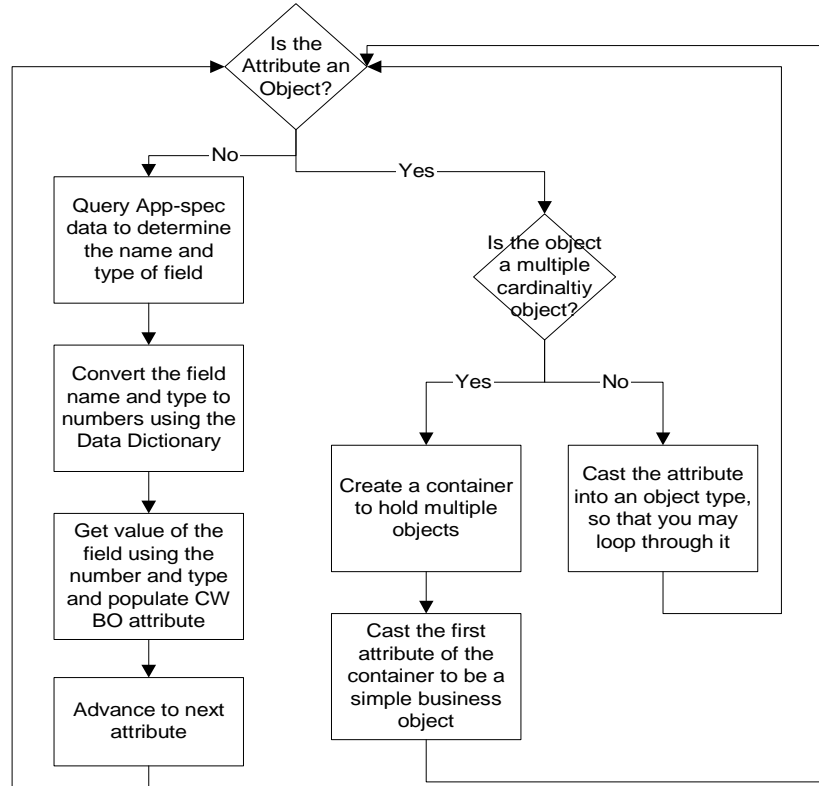 Is the
Attribute an
Object?
No
Yes
Query App-spec
data to determine
the name and
type of field
Is the object
a multiple
cardinaltiy
object?
Convert the field
name and type to
numbers using the
Data Dictionary
Yes
No
Create a container
to hold multiple
objects
Cast the attribute
into an object type,
so that you may
loop through it
Get value of the
field using the
number and type
and populate CW
BO attribute
Cast the first
attribute of the
container to be a
simple business
object
Advance to next
attribute